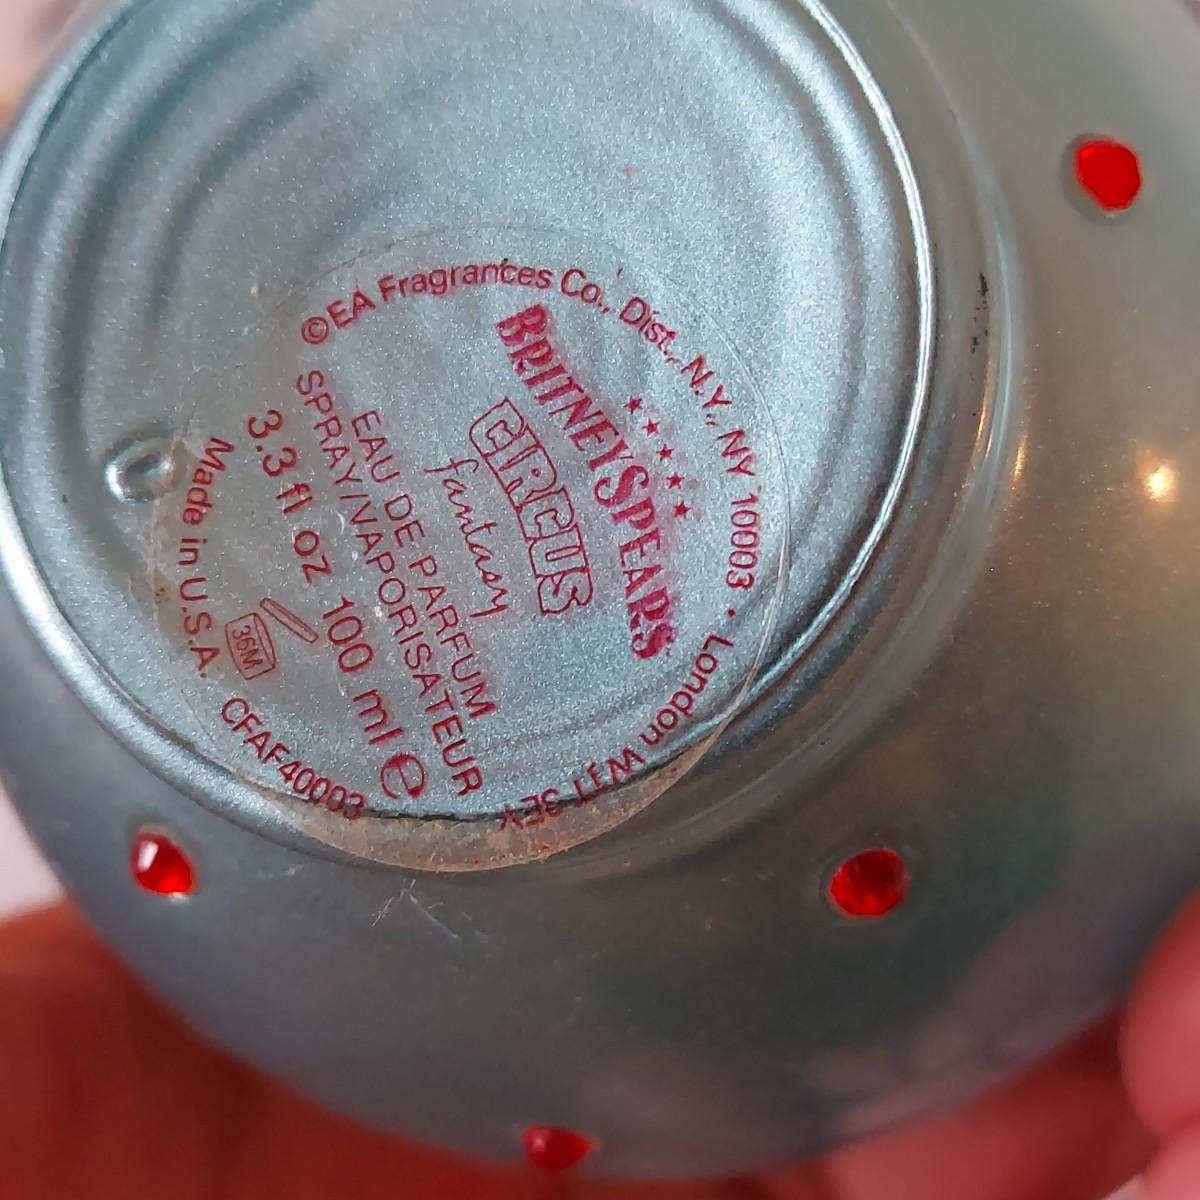 ©EA Fragrances Co., Dist., N.Y., NY 10003 • London W1T 3EY
BRITNEY SPEARS
CIRCUS
fantasy
EAU DE PARFUM
SPRAY/VAPORISATEUR
3.3 fl oz 100 ml ℮
36M
Made in U.S.A. CFAF40003